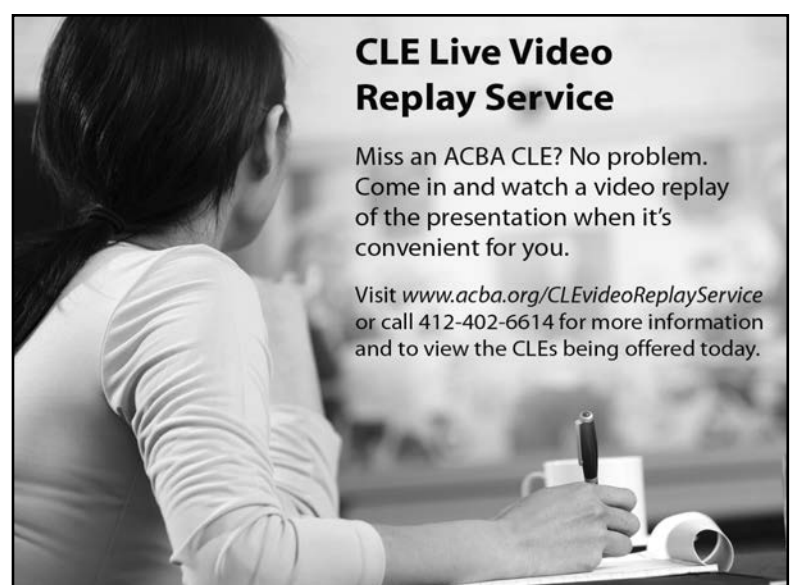 CLE Live Video
Replay Service
Miss an ACBA CLE? No problem.
Come in and watch a video replay
of the presentation when it's
convenient for you.
Visit www.acba.org/CLEvideoReplayService
or call 412-402-6614 for more information
and to view the CLEs being offered today.